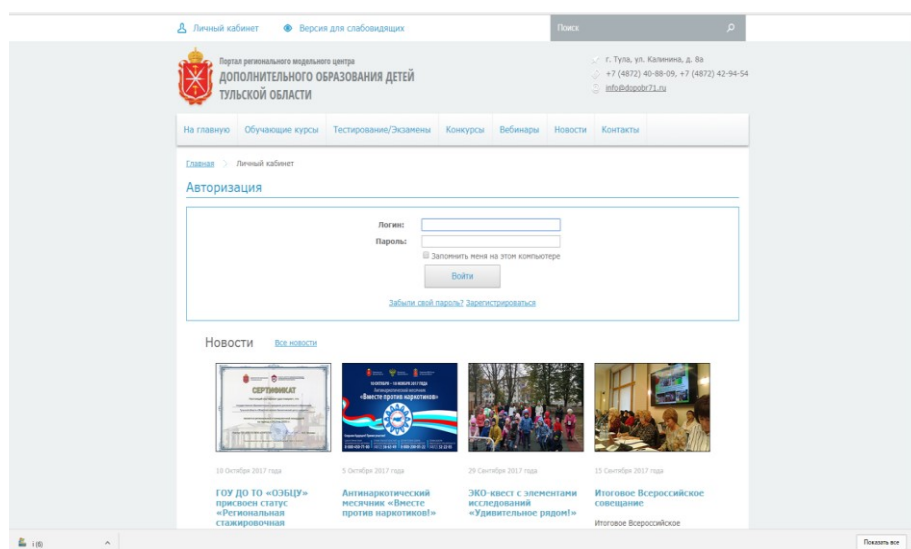 Личный кабинет Версия для слабовидящих Поиск
Портал регионального модельного центра
ДОПОЛНИТЕЛЬНОГО ОБРАЗОВАНИЯ ДЕТЕЙ
ТУЛЬСКОЙ ОБЛАСТИ
г. Тула, ул. Калинина, д. 8а
+7 (4872) 40-88-09, +7 (4872) 42-94-54
info@dopobr71.ru
На главную Обучающие курсы Тестирование/Экзамены Конкурсы Вебинары Новости Контакты
Главная Личный кабинет
Авторизация
Логин:
Пароль:
Запомнить меня на этом компьютере
Войти
Забыли свой пароль? Зарегистрироваться
Новости Все новости
СЕРТИФИКАТ
«Вместе против наркотиков»
10 Октября 2017 года 5 Октября 2017 года 29 Сентября 2017 года 15 Сентября 2017 года
ГОУ ДО ТО «ОЭБЦУ» Антинаркотический ЭКО-квест с элементами Итоговое Всероссийское
присвоен статус месячник «Вместе исследований совещание
«Региональная против наркотиков!» «Удивительное рядом!»
стажировочная Итоговое Всероссийское
Показать все